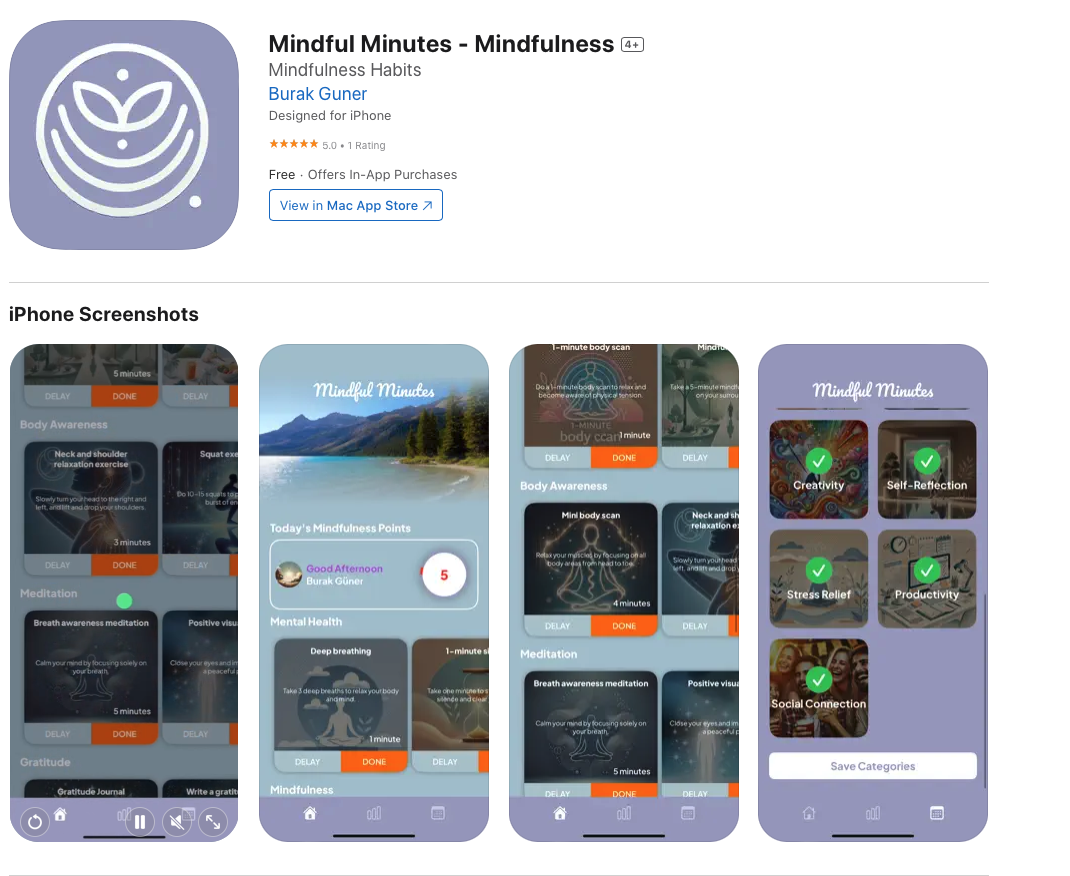 Mindful Minutes - Mindfulness 4+
Mindfulness Habits
Burak Guner
Designed for iPhone
★★★★★ 5.0 • 1 Rating
Free · Offers In-App Purchases
View in Mac App Store ↗
iPhone Screenshots
5 minutes
DELAY DONE DELAY
Body Awareness
Neck and shoulder
relaxation exercise
Squat exe
Slowly turn your head to the right and
left, and lift and drop your shoulders.
Do 10-15 squats to
burst of en
3 minutes
DELAY DONE DELAY
Meditation
Breath awareness meditation
Positive visu
Calm your mind by focusing solely on
your breath.
Close your eyes and im
a peaceful p
5 minutes
DELAY DONE DELAY
Gratitude
Gratitude Journal
Write a gratit
Mindful Minutes
Today's Mindfulness Points
Good Afternoon
Burak Güner
5
Mental Health
Deep breathing
1-minute si
Take 3 deep breaths to relax your body
and mind.
Take one minute to s
silence and clear
1 minute
DELAY DONE DELAY
Mindfulness
1-minute body scan
Mindfu
Do a 1-minute body scan to relax and
become aware of physical tension.
Take a 5-minute mindf
on your surrou
1-MINUTE
body scan
1 minute
DELAY DONE DELAY
Body Awareness
Mini body scan
Neck and sh
relaxation ex
Relax your muscles by focusing on all
body areas from head to toe.
Slowly turn your head
left, and lift and drop
4 minutes
DELAY DONE DELAY
Meditation
Breath awareness meditation
Positive visua
Calm your mind by focusing solely on
your breath.
Close your eyes and im
a peaceful p
5 minutes
DELAY DONE DELAY
Mindful Minutes
Creativity
Self-Reflection
Stress Relief
Productivity
Social Connection
Save Categories